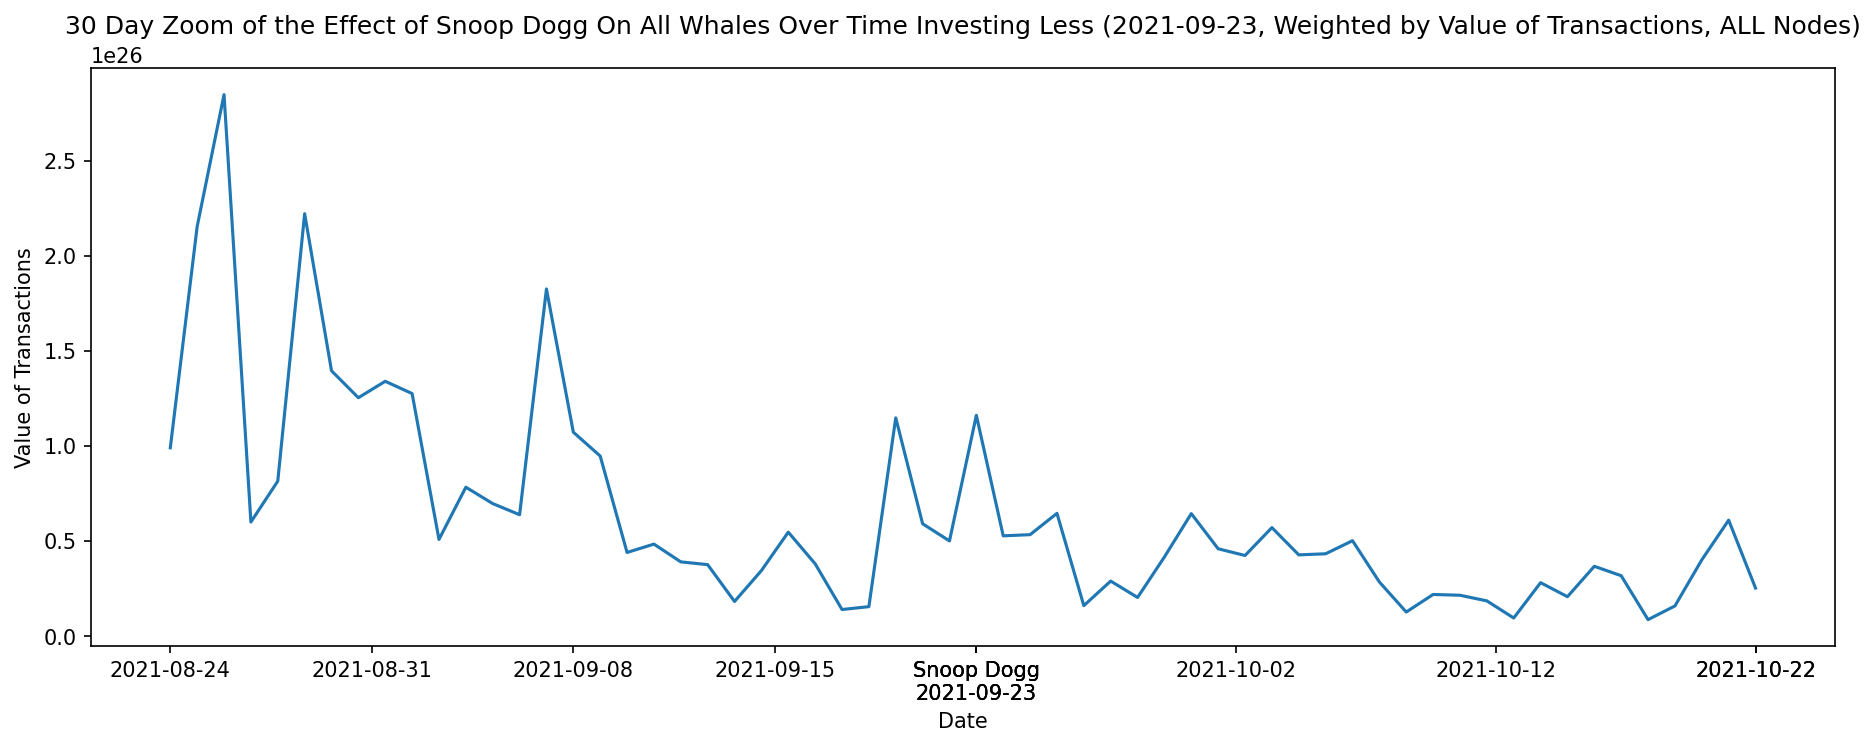 30 Day Zoom of the Effect of Snoop Dogg On All Whales Over Time Investing Less (2021-09-23, Weighted by Value of Transactions, ALL Nodes)
1e26
2.5
2.0
1.5
1.0
0.5
0.0
Value of Transactions
2021-08-24 2021-08-31 2021-09-08 2021-09-15 Snoop Dogg 2021-10-02 2021-10-12 2021-10-22
2021-09-23
Date